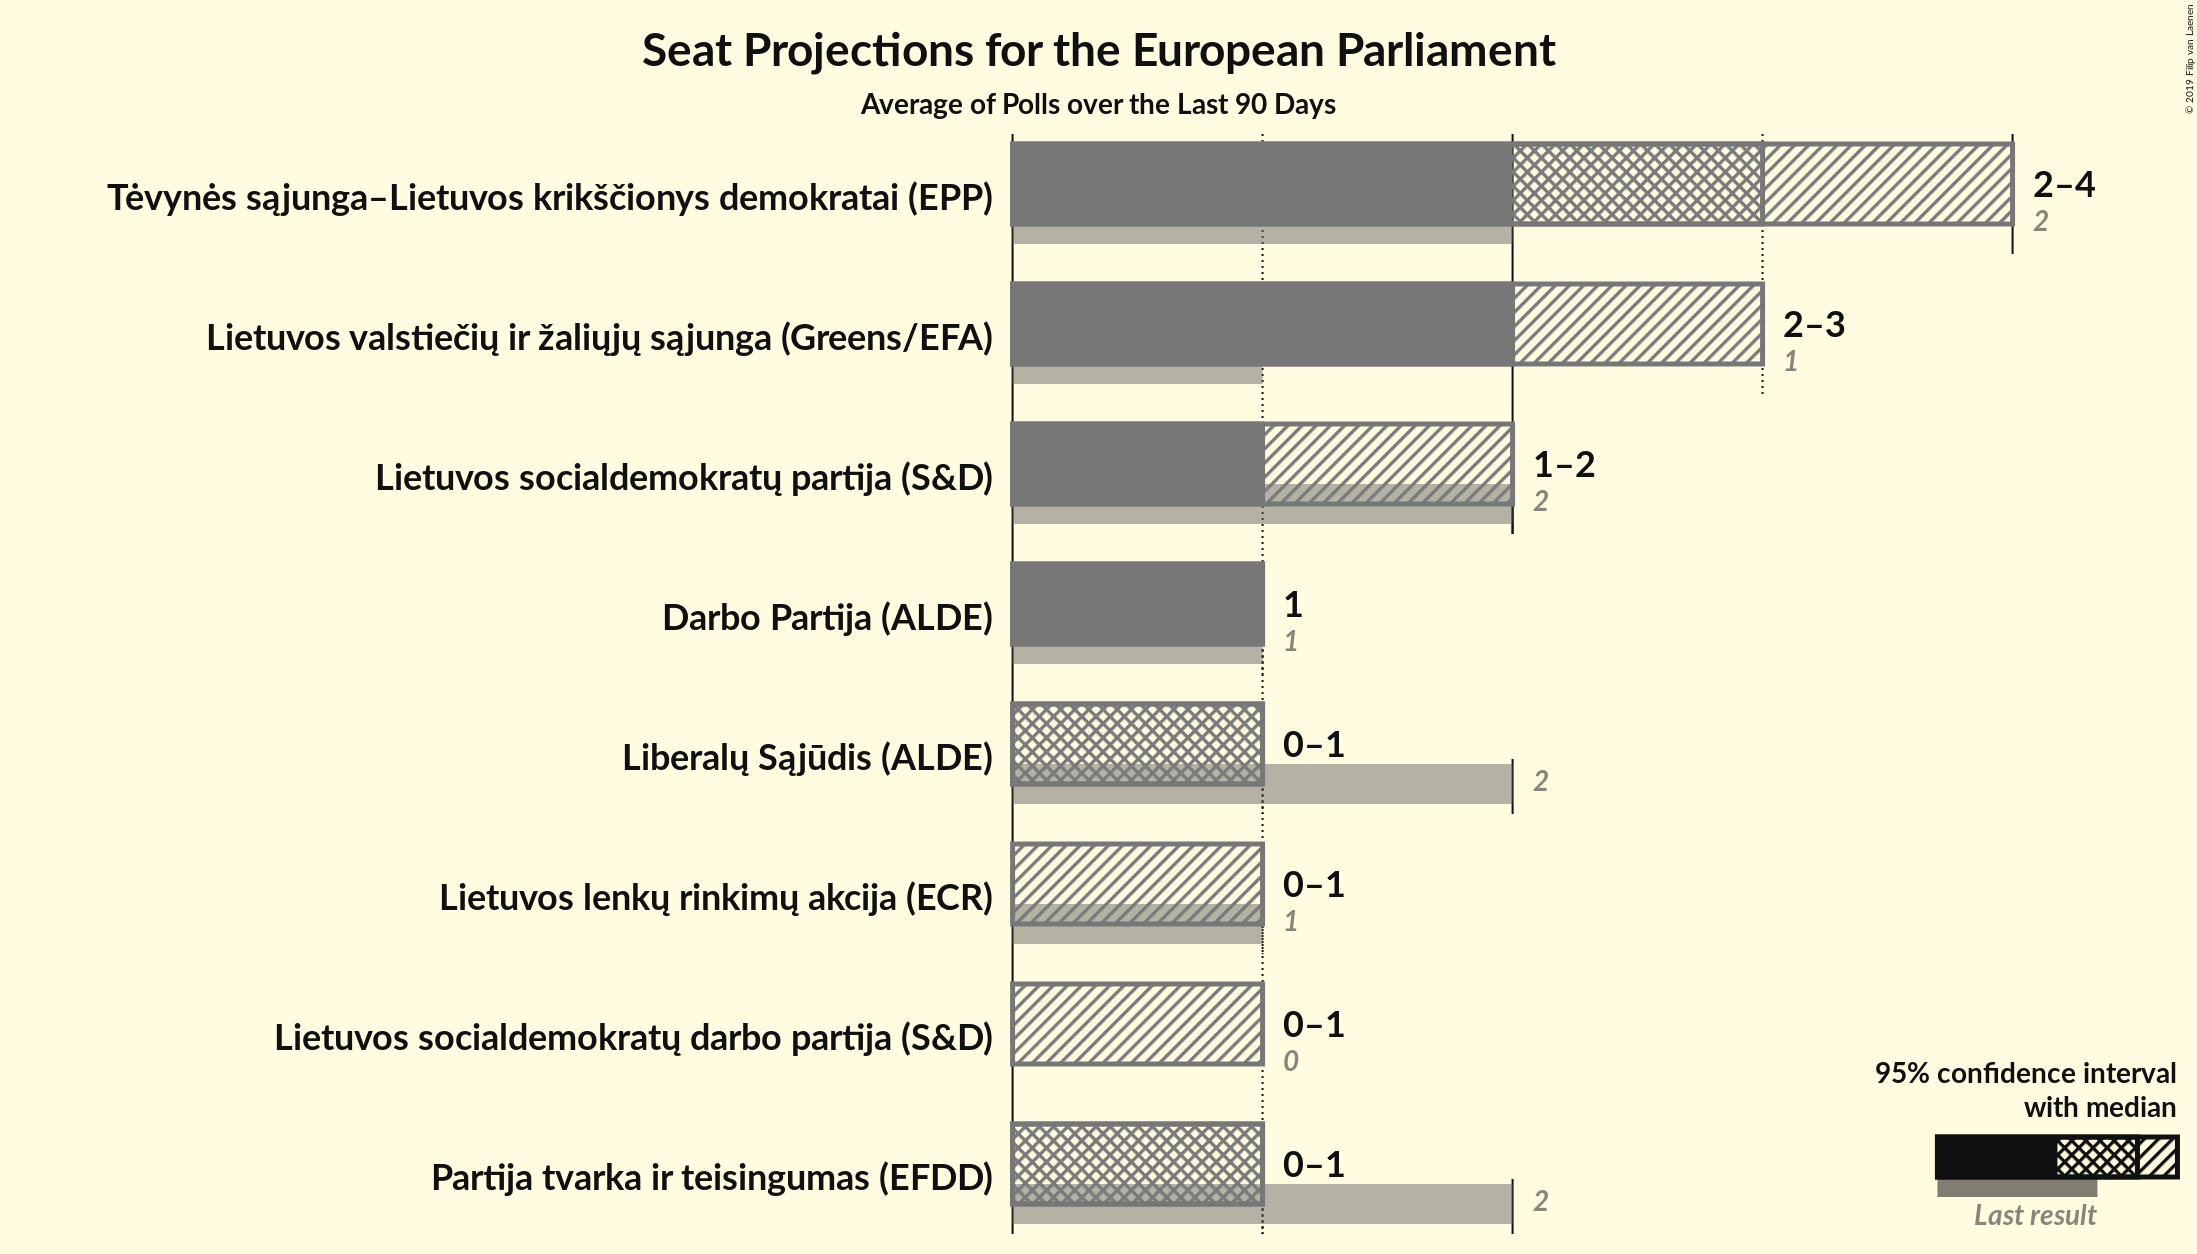 Seat Projections for the European Parliament
Average of Polls over the Last 90 Days
© 2019 Filip van Laenen
Tėvynės sąjunga–Lietuvos krikščionys demokratai (EPP)
2–4
2
Lietuvos valstiečių ir žaliųjų sąjunga (Greens/EFA)
2–3
1
Lietuvos socialdemokratų partija (S&D)
1–2
2
Darbo Partija (ALDE)
1
1
Liberalų Sąjūdis (ALDE)
0–1
2
Lietuvos lenkų rinkimų akcija (ECR)
0–1
1
Lietuvos socialdemokratų darbo partija (S&D)
0–1
0
Partija tvarka ir teisingumas (EFDD)
0–1
2
95% confidence interval
with median
Last result